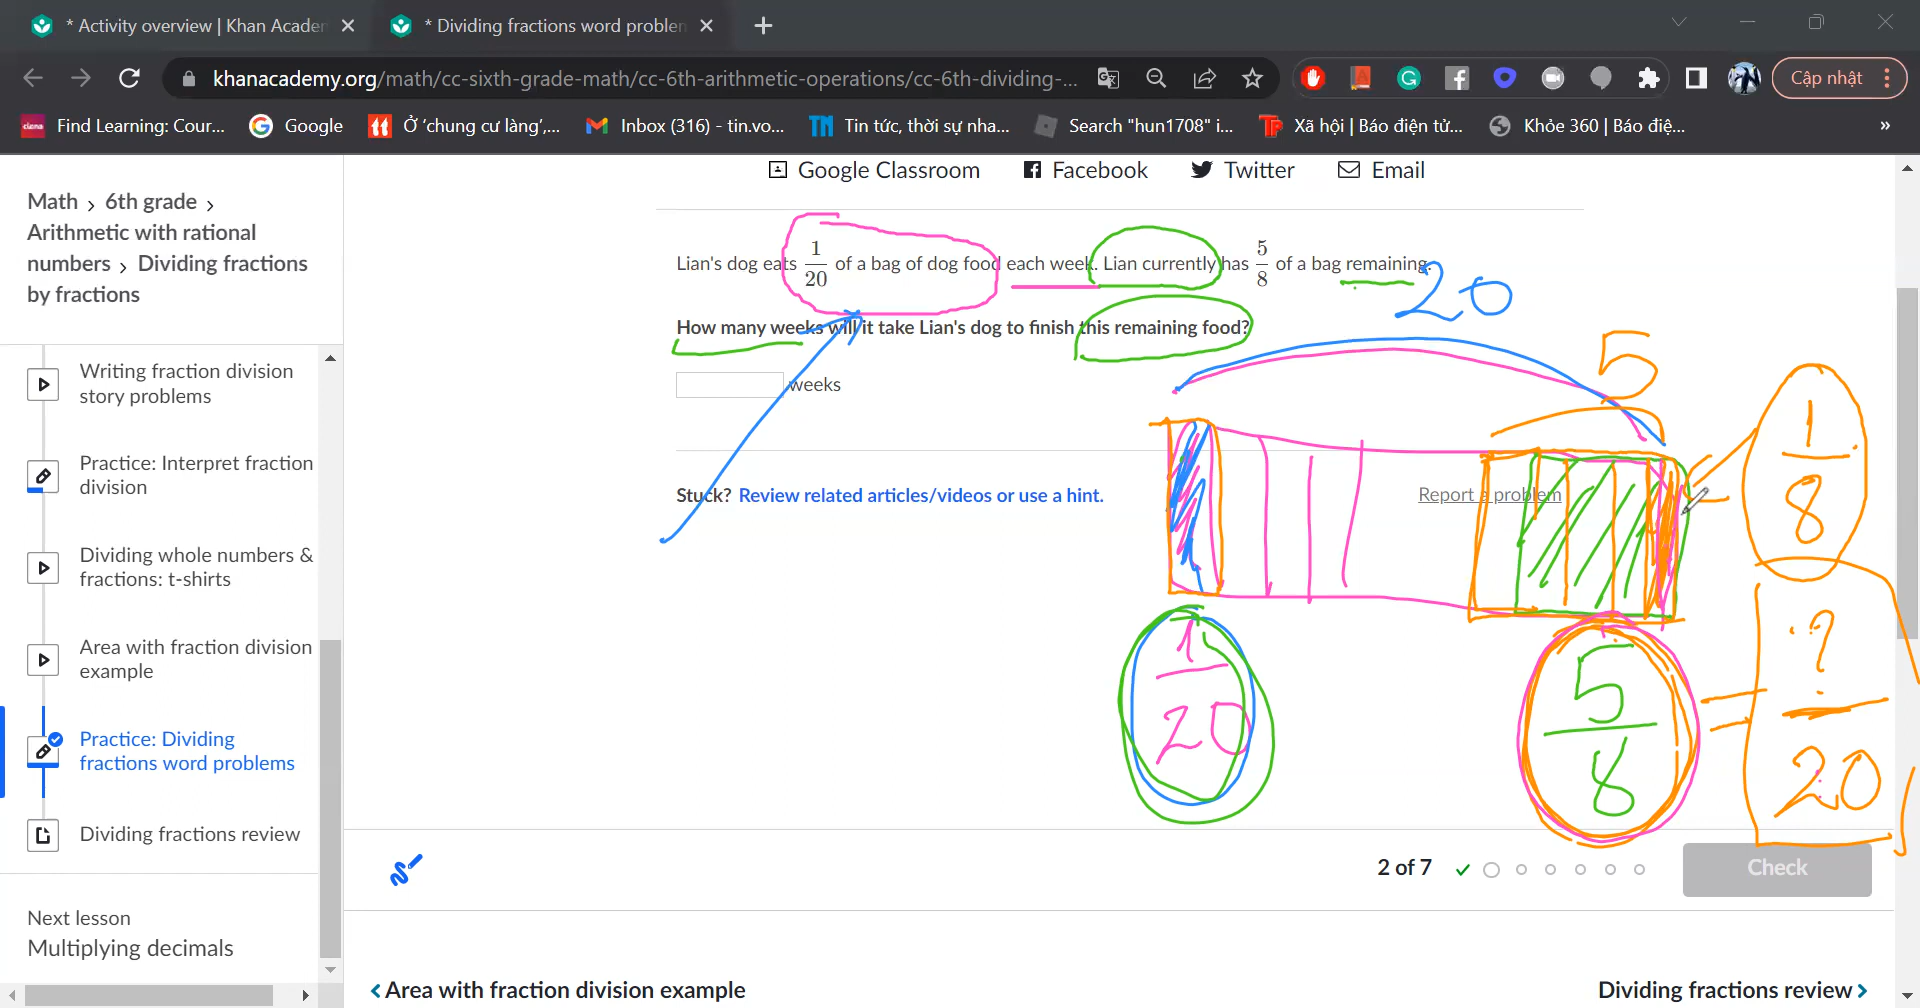 * Activity overview | Khan Acade
* Dividing fractions word problem
khanacademy.org/math/cc-sixth-grade-math/cc-6th-arithmetic-operations/cc-6th-dividing-...
Cập nhật
ciena Find Learning: Cour...
Google
Ở 'chung cư làng',...
Inbox (316) - tin.vo...
TN Tin tức, thời sự nha...
Search "hun1708" i...
Xã hội | Báo điện tử...
Khỏe 360 | Báo điệ...
»
Google Classroom Facebook Twitter Email
Math > 6th grade >
Arithmetic with rational
numbers > Dividing fractions
by fractions
Writing fraction division
story problems
Practice: Interpret fraction
division
Dividing whole numbers &
fractions: t-shirts
Area with fraction division
example
Practice: Dividing
fractions word problems
Dividing fractions review
Next lesson
Multiplying decimals
Lian's dog eats 1/20 of a bag of dog food each week. Lian currently has 5/8 of a bag remaining.
How many weeks will it take Lian's dog to finish this remaining food?
weeks
20
5
1/8
Stuck? Review related articles/videos or use a hint.
Report a problem
1/20
5/8 = ?/20
2 of 7
Check
< Area with fraction division example
Dividing fractions review >